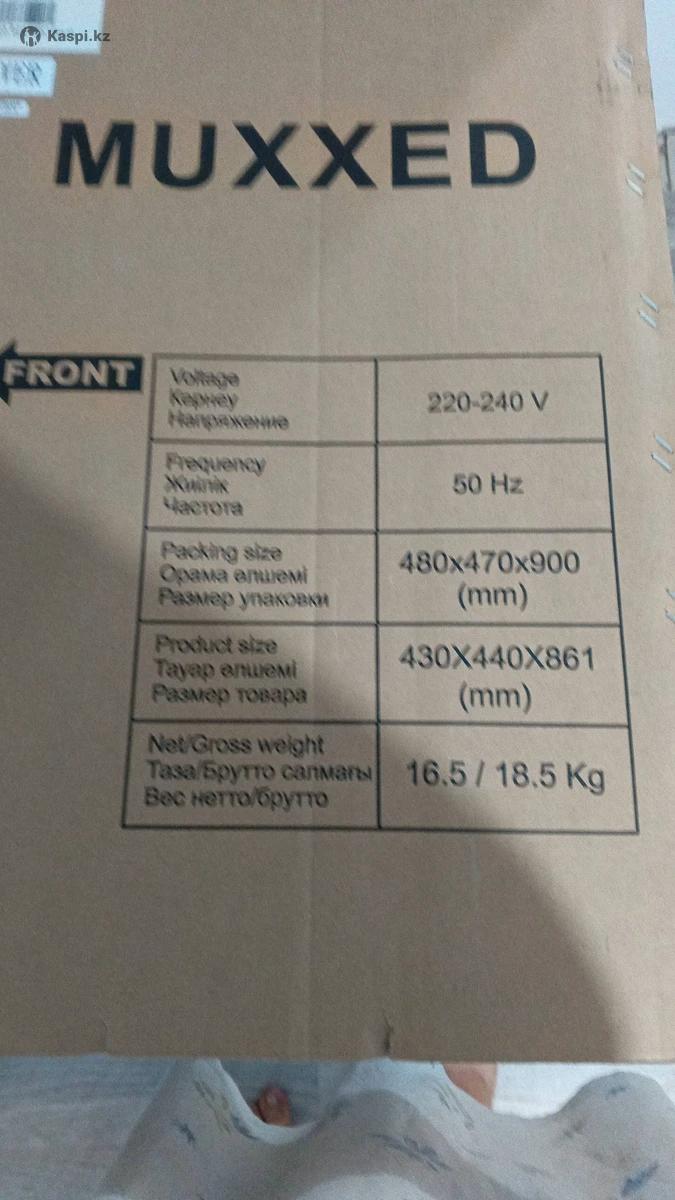 Kaspi.kz
MUXXED
FRONT
Voltage
Кернеу
Напряжение
220-240 V
Frequency
Жиілік
Частота
50 Hz
Packing size
Орама өлшемі
Размер упаковки
480x470x900
(mm)
Product size
Тауар өлшемі
Размер товара
430X440X861
(mm)
Net/Gross weight
Таза/Брутто салмағы
Вес нетто/брутто
16.5 / 18.5 Kg